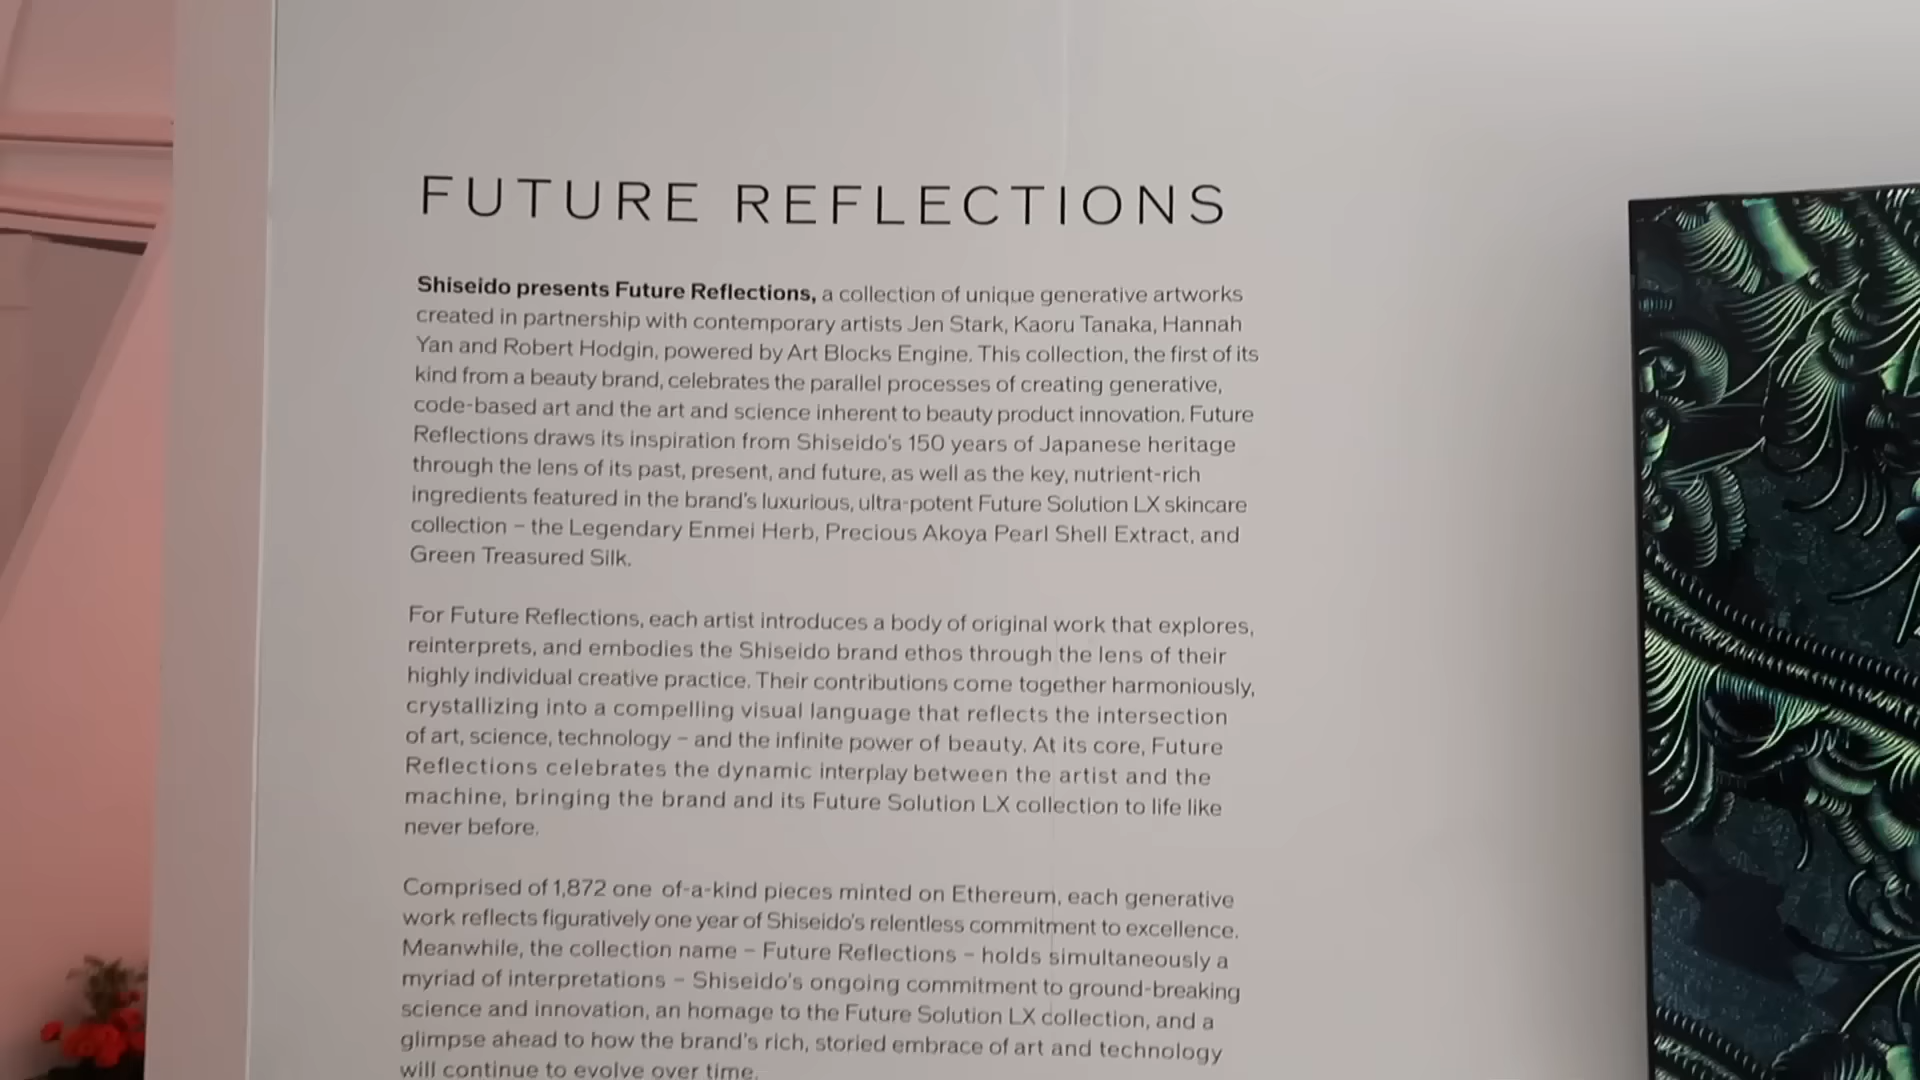 FUTURE REFLECTIONS
Shiseido presents Future Reflections, a collection of unique generative artworks
created in partnership with contemporary artists Jen Stark, Kaoru Tanaka, Hannah
Yan and Robert Hodgin, powered by Art Blocks Engine. This collection, the first of its
kind from a beauty brand, celebrates the parallel processes of creating generative,
code-based art and the art and science inherent to beauty product innovation. Future
Reflections draws its inspiration from Shiseido's 150 years of Japanese heritage
through the lens of its past, present, and future, as well as the key, nutrient-rich
ingredients featured in the brand's luxurious, ultra-potent Future Solution LX skincare
collection – the Legendary Enmei Herb, Precious Akoya Pearl Shell Extract, and
Green Treasured Silk.
For Future Reflections, each artist introduces a body of original work that explores,
reinterprets, and embodies the Shiseido brand ethos through the lens of their
highly individual creative practice. Their contributions come together harmoniously,
crystallizing into a compelling visual language that reflects the intersection
of art, science, technology – and the infinite power of beauty. At its core, Future
Reflections celebrates the dynamic interplay between the artist and the
machine, bringing the brand and its Future Solution LX collection to life like
never before.
Comprised of 1,872 one of-a-kind pieces minted on Ethereum, each generative
work reflects figuratively one year of Shiseido's relentless commitment to excellence.
Meanwhile, the collection name – Future Reflections – holds simultaneously a
myriad of interpretations – Shiseido's ongoing commitment to ground-breaking
science and innovation, an homage to the Future Solution LX collection, and a
glimpse ahead to how the brand's rich, storied embrace of art and technology
will continue to evolve over time.